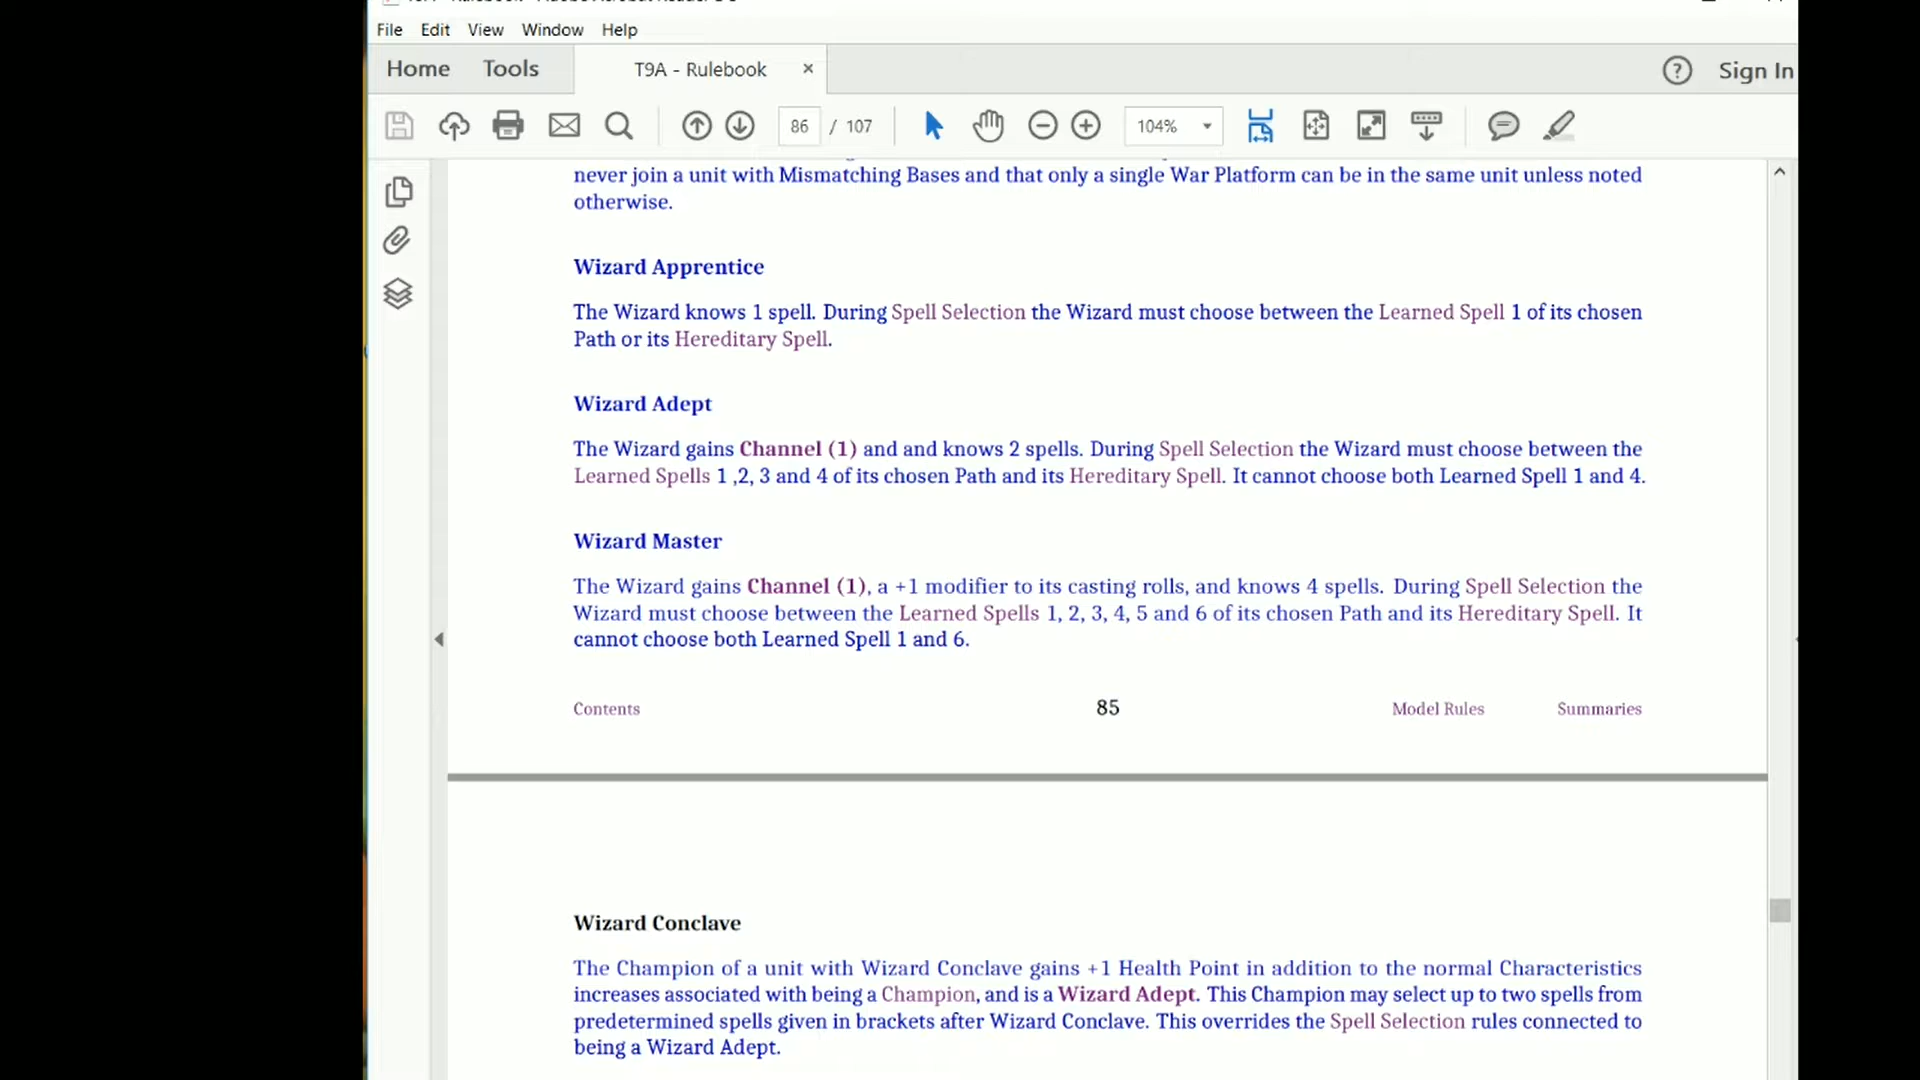 File Edit View Window Help
Home Tools T9A - Rulebook × ? Sign In
86 / 107 104%
never join a unit with Mismatching Bases and that only a single War Platform can be in the same unit unless noted
otherwise.
Wizard Apprentice
The Wizard knows 1 spell. During Spell Selection the Wizard must choose between the Learned Spell 1 of its chosen
Path or its Hereditary Spell.
Wizard Adept
The Wizard gains Channel (1) and and knows 2 spells. During Spell Selection the Wizard must choose between the
Learned Spells 1 ,2, 3 and 4 of its chosen Path and its Hereditary Spell. It cannot choose both Learned Spell 1 and 4.
Wizard Master
The Wizard gains Channel (1), a +1 modifier to its casting rolls, and knows 4 spells. During Spell Selection the
Wizard must choose between the Learned Spells 1, 2, 3, 4, 5 and 6 of its chosen Path and its Hereditary Spell. It
cannot choose both Learned Spell 1 and 6.
Contents 85 Model Rules Summaries
Wizard Conclave
The Champion of a unit with Wizard Conclave gains +1 Health Point in addition to the normal Characteristics
increases associated with being a Champion, and is a Wizard Adept. This Champion may select up to two spells from
predetermined spells given in brackets after Wizard Conclave. This overrides the Spell Selection rules connected to
being a Wizard Adept.